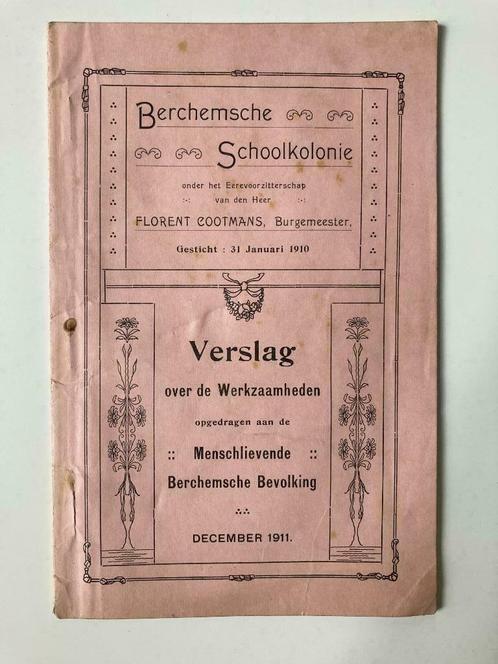 Berchemsche
Schoolkolonie
onder het Eerevoorzitterschap
:-: van den Heer :-:
FLORENT COOTMANS, Burgemeester,
Gesticht : 31 Januari 1910
Verslag
over de Werkzaamheden
opgedragen aan de
:: Menschlievende ::
Berchemsche Bevolking
DECEMBER 1911.